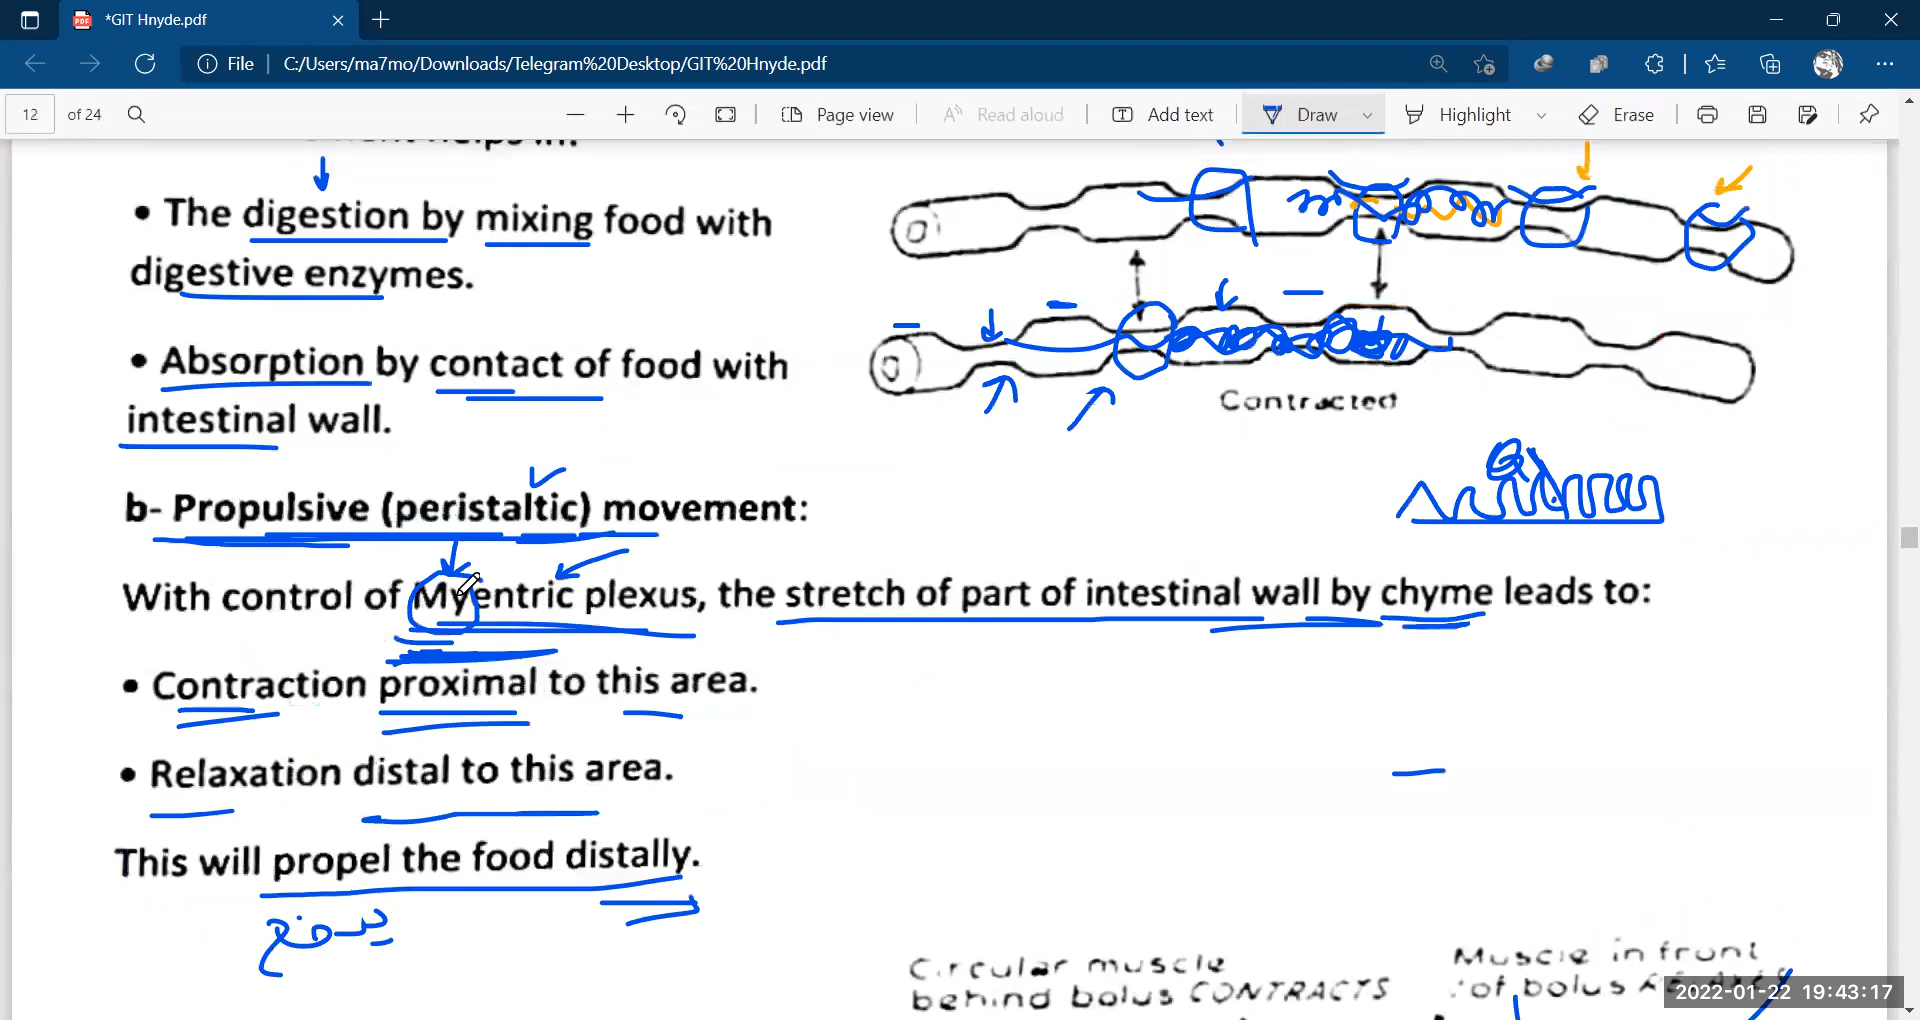 *GIT Hnyde.pdf
File C:/Users/ma7mo/Downloads/Telegram%20Desktop/GIT%20Hnyde.pdf
12 of 24 Page view Read aloud Add text Draw Highlight Erase
• The digestion by mixing food with
digestive enzymes.
• Absorption by contact of food with
intestinal wall.
Contracted
b- Propulsive (peristaltic) movement:
With control of Myentric plexus, the stretch of part of intestinal wall by chyme leads to:
• Contraction proximal to this area.
• Relaxation distal to this area.
This will propel the food distally.
Circular muscle
behind bolus CONTRACTS
Muscle in front
of bolus
2022-01-22 19:43:17